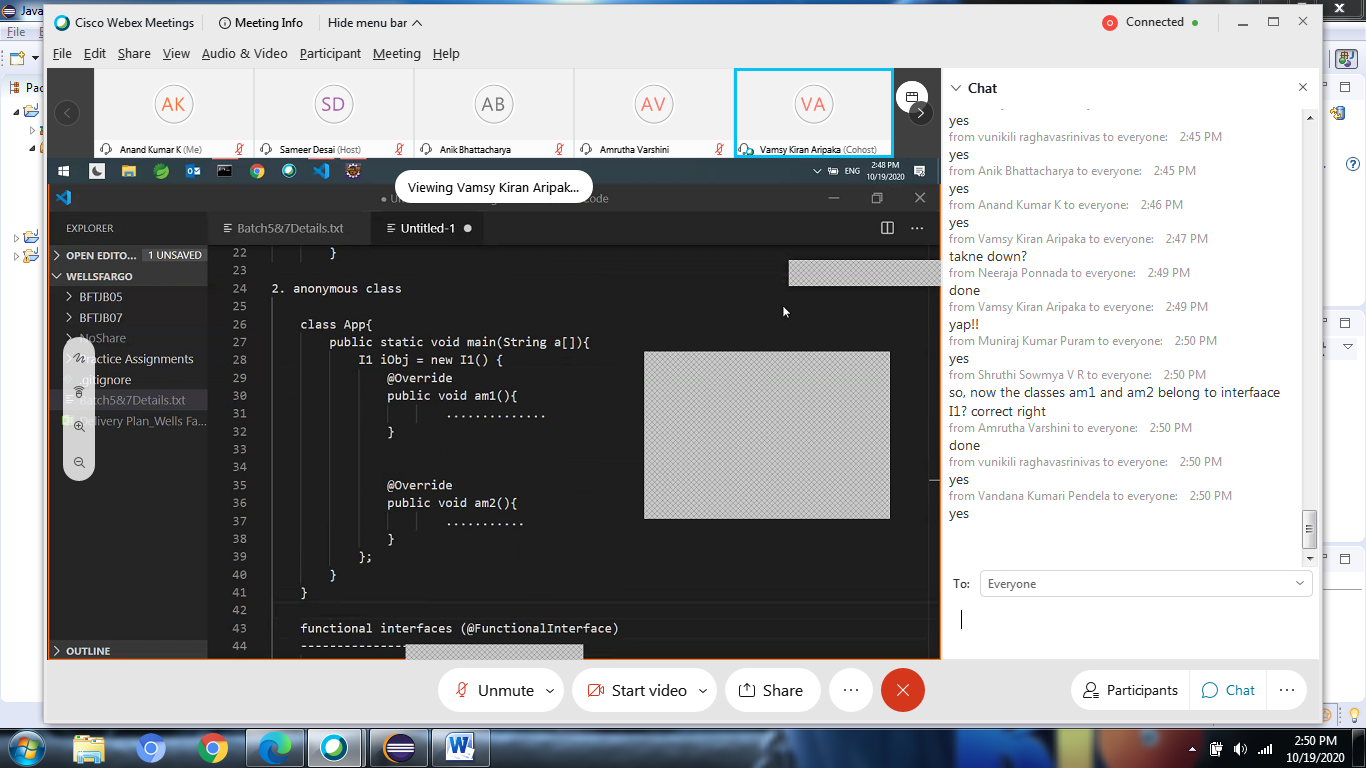 Java
Cisco Webex Meetings
Meeting Info
Hide menu bar
Connected
File Edit Share View Audio & Video Participant Meeting Help
File
Pac
AK
SD
AB
AV
VA
Anand Kumar K (Me)
Sameer Desai (Host)
Anik Bhattacharya
Amrutha Varshini
Vamsy Kiran Aripaka (Cohost)
ENG
2:48 PM
10/19/2020
Viewing Vamsy Kiran Aripak...
EXPLORER
OPEN EDITO... 1 UNSAVED
WELLSFARGO
BFTJB05
BFTJB07
NoShare
ractice Assignments
.gitignore
Batch5&7Details.txt
Delivery Plan_Wells Fa...
OUTLINE
Batch5&7Details.txt
Untitled-1
22 }
23
24 2. anonymous class
25
26 class App{
27 public static void main(String a[]){
28 I1 iObj = new I1() {
29 @Override
30 public void am1(){
31 ..............
32 }
33
34
35 @Override
36 public void am2(){
37 ...........
38 }
39 };
40 }
41 }
42
43 functional interfaces (@FunctionalInterface)
44 ---------------
Chat
yes
from vunikili raghavasrinivas to everyone: 2:45 PM
yes
from Anik Bhattacharya to everyone: 2:45 PM
yes
from Anand Kumar K to everyone: 2:46 PM
yes
from Vamsy Kiran Aripaka to everyone: 2:47 PM
takne down?
from Neeraja Ponnada to everyone: 2:49 PM
done
from Vamsy Kiran Aripaka to everyone: 2:49 PM
yap!!
from Muniraj Kumar Puram to everyone: 2:50 PM
yes
from Shruthi Sowmya V R to everyone: 2:50 PM
so, now the classes am1 and am2 belong to interfaace
I1? correct right
from Amrutha Varshini to everyone: 2:50 PM
done
from vunikili raghavasrinivas to everyone: 2:50 PM
yes
from Vandana Kumari Pendela to everyone: 2:50 PM
yes
To: Everyone
Unmute
Start video
Share
Participants
Chat
2:50 PM
10/19/2020